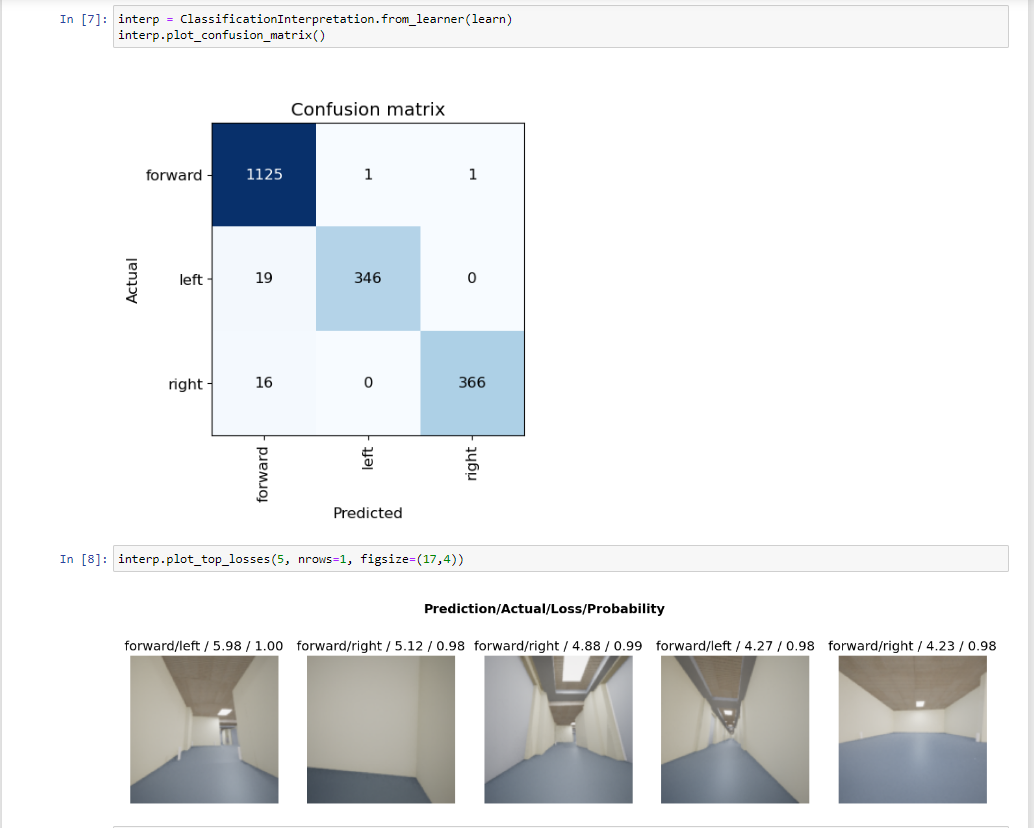 In [7]: interp = ClassificationInterpretation.from_learner(learn)
interp.plot_confusion_matrix()
Confusion matrix
Actual
forward 1125 1 1
left 19 346 0
right 16 0 366
forward left right
Predicted
In [8]: interp.plot_top_losses(5, nrows=1, figsize=(17,4))
Prediction/Actual/Loss/Probability
forward/left / 5.98 / 1.00 forward/right / 5.12 / 0.98 forward/right / 4.88 / 0.99 forward/left / 4.27 / 0.98 forward/right / 4.23 / 0.98